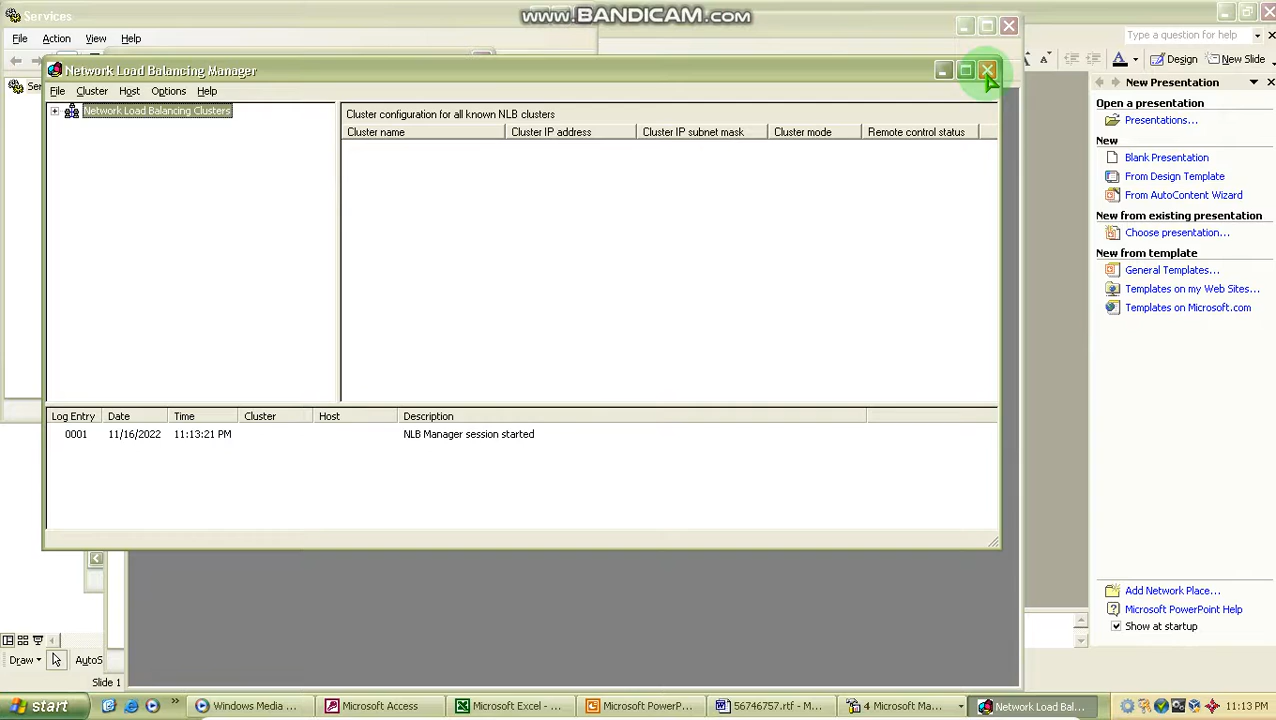 Services
www.BANDICAM.com
File Action View Help
Type a question for help
Design New Slide
Network Load Balancing Manager
File Cluster Host Options Help
Network Load Balancing Clusters
Cluster configuration for all known NLB clusters
Cluster name Cluster IP address Cluster IP subnet mask Cluster mode Remote control status
Log Entry Date Time Cluster Host Description
0001 11/16/2022 11:13:21 PM NLB Manager session started
New Presentation
Open a presentation
Presentations...
New
Blank Presentation
From Design Template
From AutoContent Wizard
New from existing presentation
Choose presentation...
New from template
General Templates...
Templates on my Web Sites...
Templates on Microsoft.com
Add Network Place...
Microsoft PowerPoint Help
Show at startup
Draw AutoS
Slide 1
start Windows Media ... Microsoft Access Microsoft Excel - ... Microsoft PowerP... 56746757.rtf - M... 4 Microsoft Ma... Network Load Bal... 11:13 PM